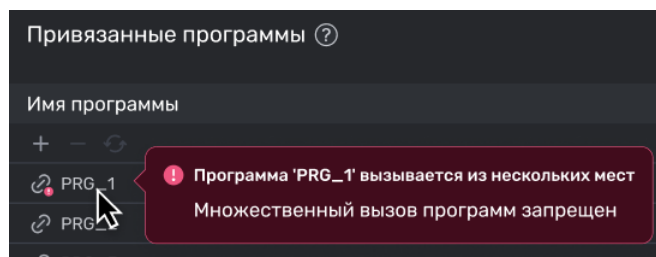 Привязанные программы ?
Имя программы
PRG_1
Программа 'PRG_1' вызывается из нескольких мест
Множественный вызов программ запрещен